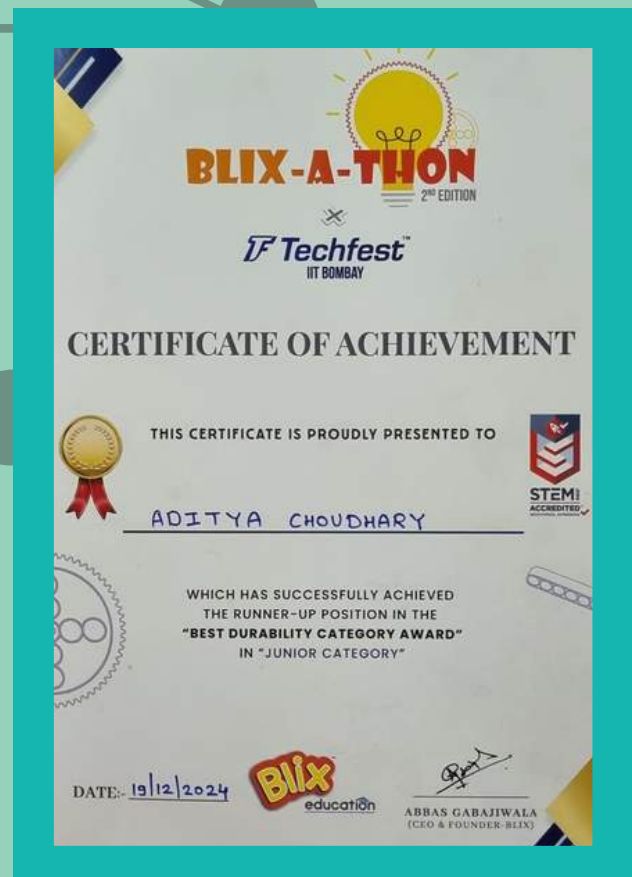 BLIX-A-THON
2ND EDITION
×
TF Techfest™
IIT BOMBAY
CERTIFICATE OF ACHIEVEMENT
THIS CERTIFICATE IS PROUDLY PRESENTED TO
STEM
ACCREDITED
ADITYA CHOUDHARY
WHICH HAS SUCCESSFULLY ACHIEVED
THE RUNNER-UP POSITION IN THE
"BEST DURABILITY CATEGORY AWARD"
IN "JUNIOR CATEGORY"
DATE:- 19/12/2024
Blix
education
ABBAS GABAJIWALA
(CEO & FOUNDER-BLIX)